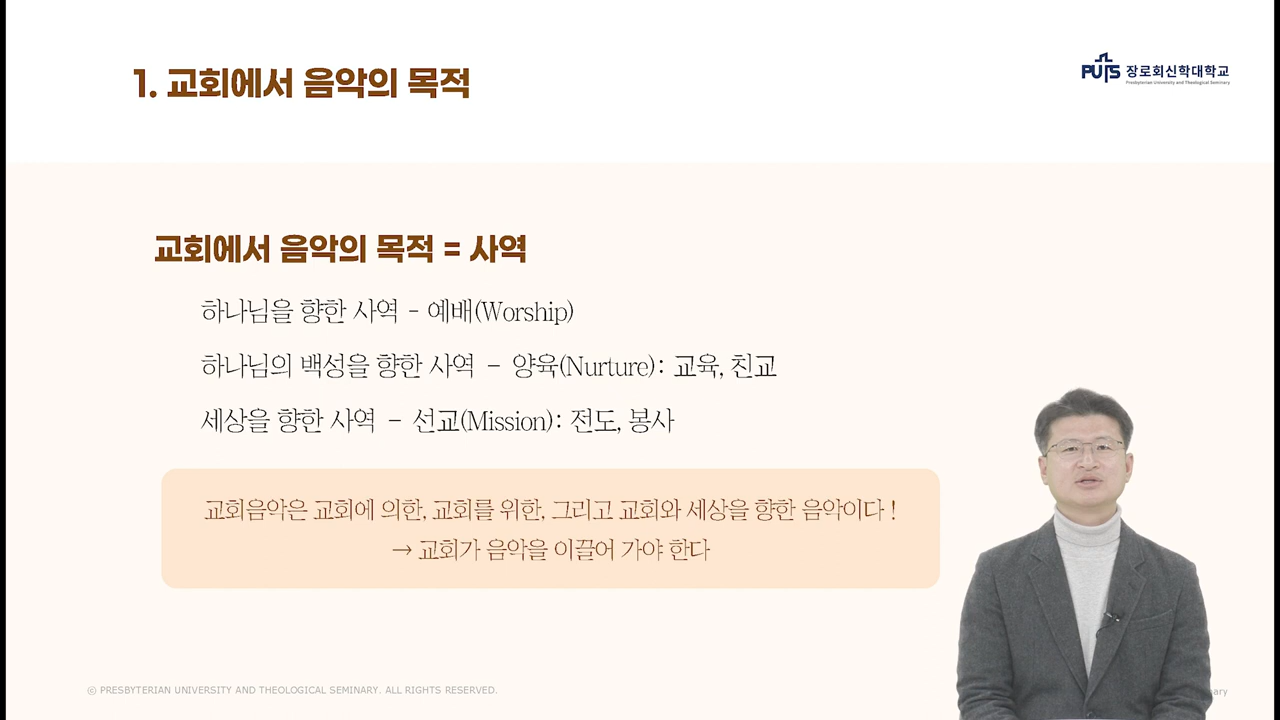 1. 교회에서 음악의 목적
PUTS 장로회신학대학교
Presbyterian University and Theological Seminary
교회에서 음악의 목적 = 사역
하나님을 향한 사역 - 예배(Worship)
하나님의 백성을 향한 사역 – 양육(Nurture): 교육, 친교
세상을 향한 사역 – 선교(Mission): 전도, 봉사
교회음악은 교회에 의한, 교회를 위한, 그리고 교회와 세상을 향한 음악이다 !
→ 교회가 음악을 이끌어 가야 한다
© PRESBYTERIAN UNIVERSITY AND THEOLOGICAL SEMINARY. ALL RIGHTS RESERVED.